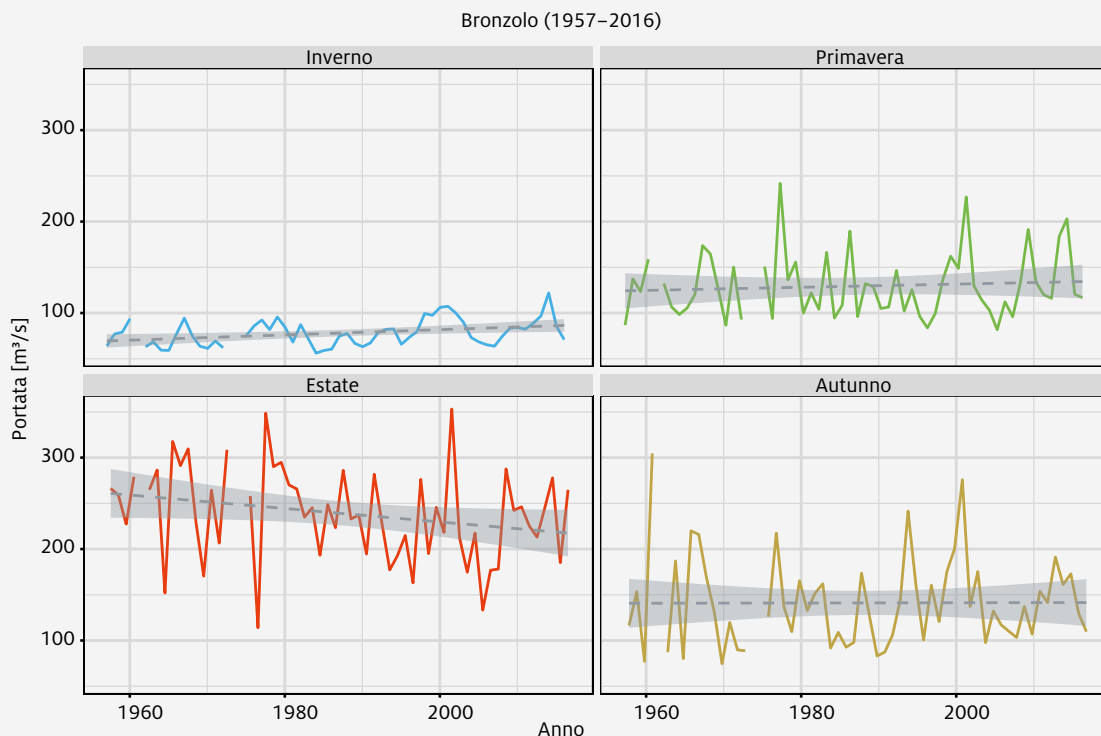 Bronzolo (1957–2016)
Inverno
Primavera
300
200
100
Portata [m³/s]
Estate
Autunno
300
200
100
1960
1980
2000
1960
1980
2000
Anno